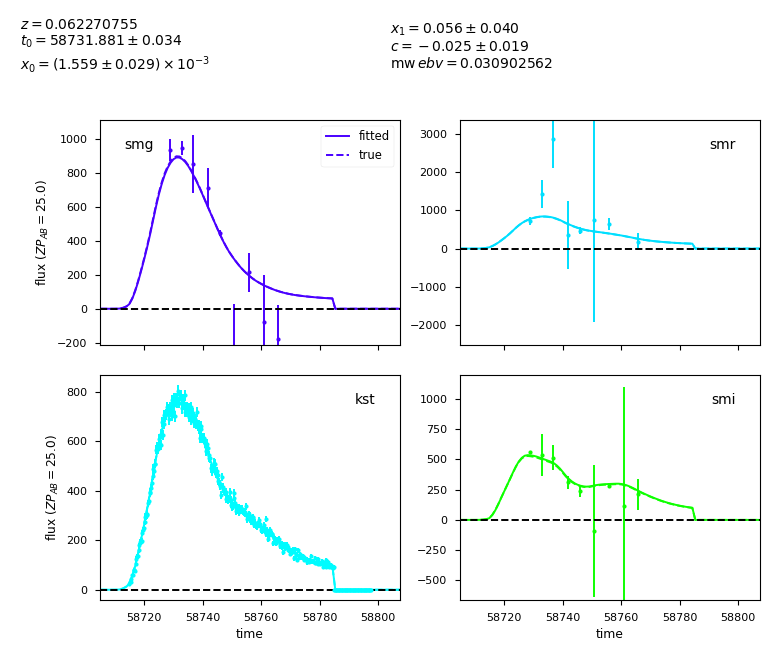 z = 0.062270755
t₀ = 58731.881 ± 0.034
x₀ = (1.559 ± 0.029) × 10⁻³
x₁ = 0.056 ± 0.040
c = −0.025 ± 0.019
mw ebv = 0.030902562
smg
fitted
true
1000
800
600
400
200
0
−200
flux (ZP_AB = 25.0)
smr
3000
2000
1000
0
−1000
−2000
kst
800
600
400
200
0
flux (ZP_AB = 25.0)
58720 58740 58760 58780 58800
time
smi
1000
750
500
250
0
−250
−500
58720 58740 58760 58780 58800
time